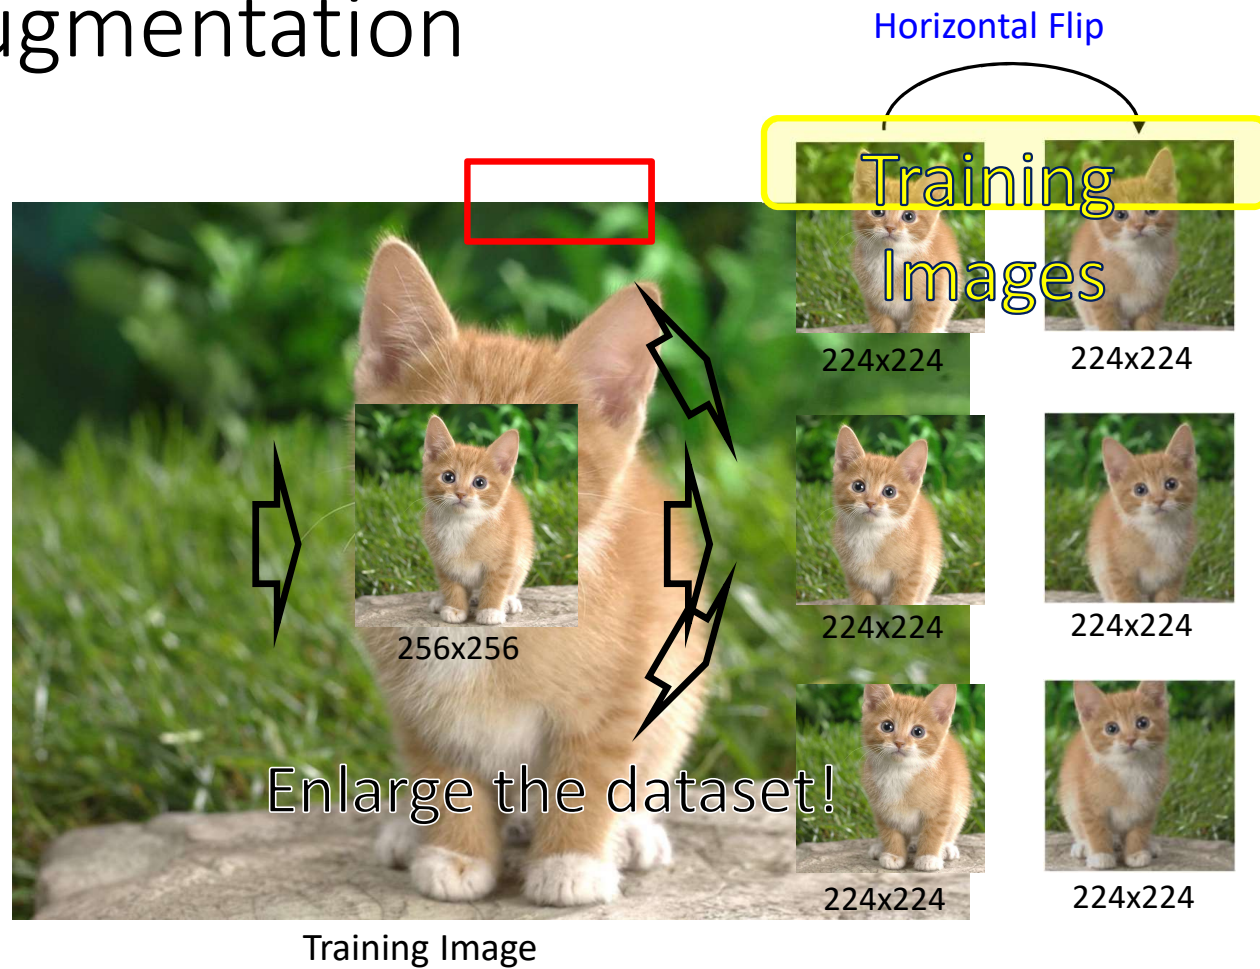 ugmentation
Horizontal Flip
Training
Images
224x224
224x224
256x256
224x224
224x224
Enlarge the dataset!
224x224
224x224
Training Image